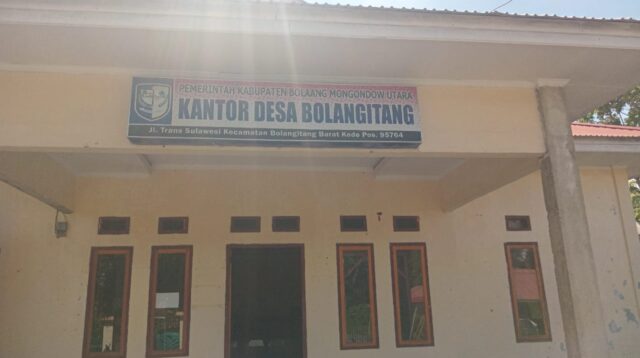 PEMERINTAH KABUPATEN BOLAANG MONGONDOW UTARA
KANTOR DESA BOLANGITANG
Jl. Trans Sulawesi Kecamatan Bolangitang Barat Kode Pos. 95764